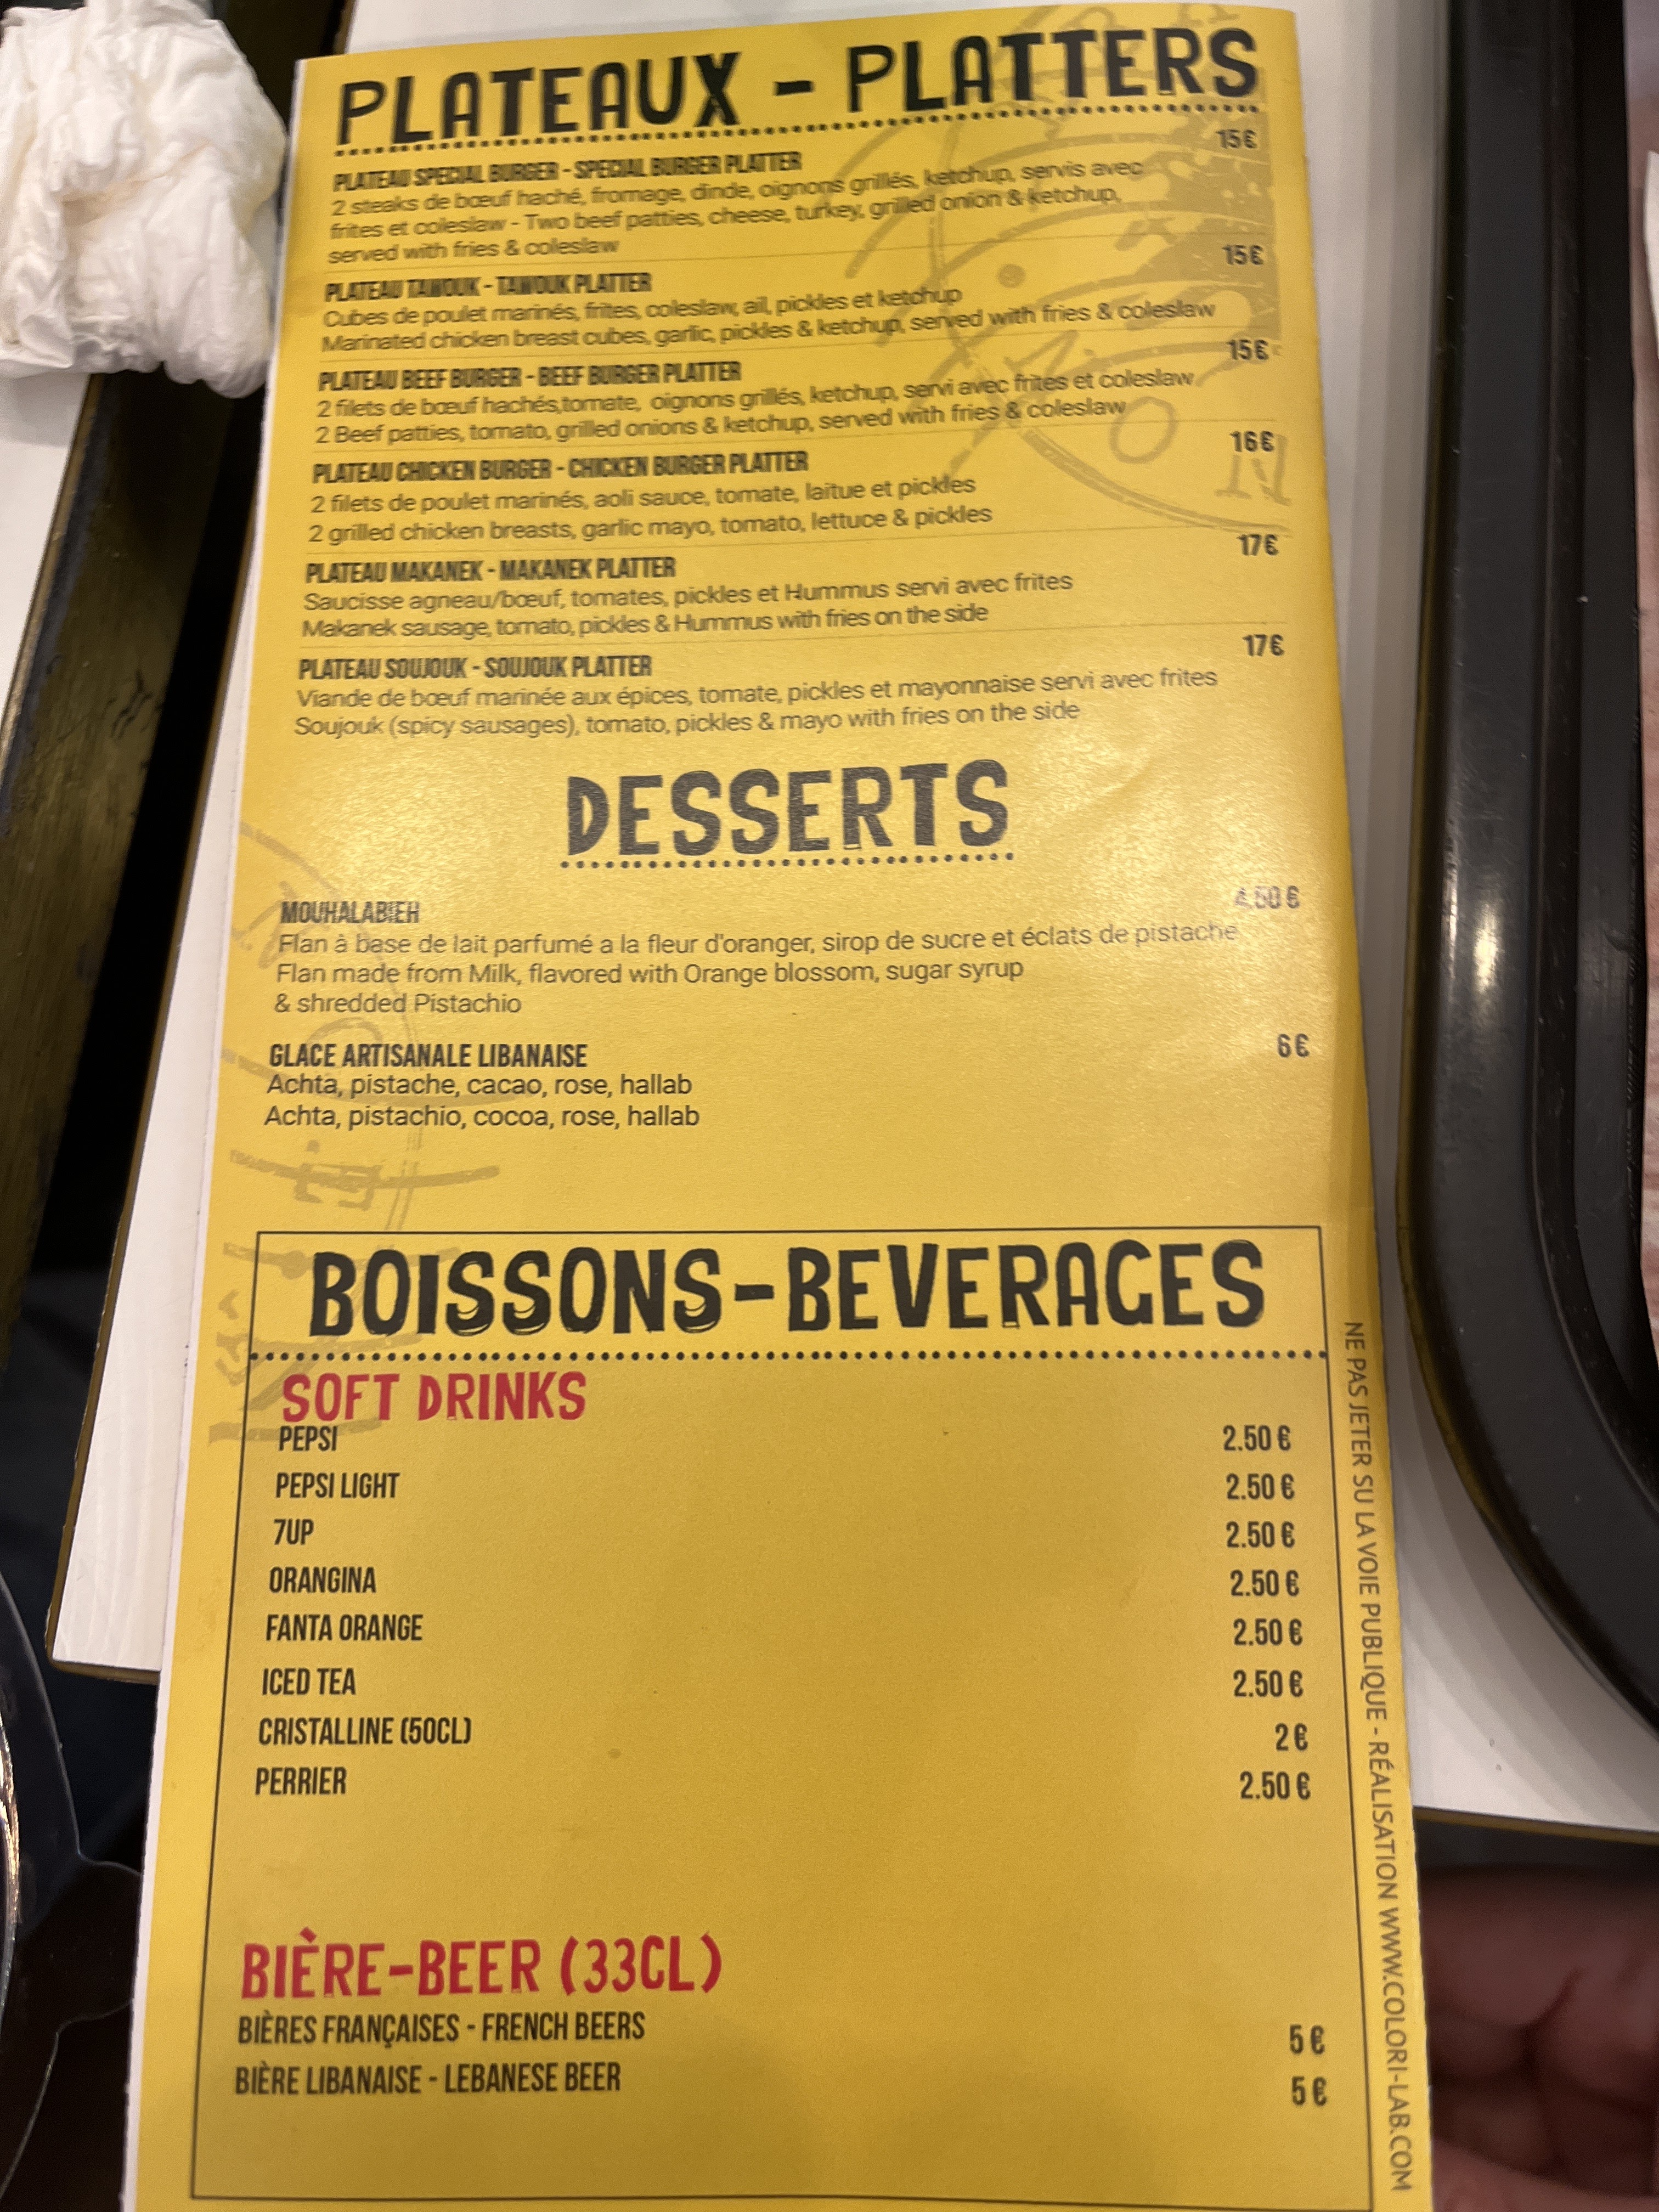 PLATEAUX - PLATTERS
PLATEAU SPECIAL BURGER - SPECIAL BURGER PLATTER 15€
2 steaks de bœuf haché, fromage, dinde, oignons grillés, ketchup, servis avec
frites et coleslaw - Two beef patties, cheese, turkey, grilled onion & ketchup,
served with fries & coleslaw
PLATEAU TAWOUK - TAWOUK PLATTER 15€
Cubes de poulet marinés, frites, coleslaw, ail, pickles et ketchup
Marinated chicken breast cubes, garlic, pickles & ketchup, served with fries & coleslaw
PLATEAU BEEF BURGER - BEEF BURGER PLATTER 15€
2 filets de bœuf hachés,tomate, oignons grillés, ketchup, servi avec frites et coleslaw
2 Beef patties, tomato, grilled onions & ketchup, served with fries & coleslaw
PLATEAU CHICKEN BURGER - CHICKEN BURGER PLATTER 16€
2 filets de poulet marinés, aoli sauce, tomate, laitue et pickles
2 grilled chicken breasts, garlic mayo, tomato, lettuce & pickles
PLATEAU MAKANEK - MAKANEK PLATTER 17€
Saucisse agneau/bœuf, tomates, pickles et Hummus servi avec frites
Makanek sausage, tomato, pickles & Hummus with fries on the side
PLATEAU SOUJOUK - SOUJOUK PLATTER 17€
Viande de bœuf marinée aux épices, tomate, pickles et mayonnaise servi avec frites
Soujouk (spicy sausages), tomato, pickles & mayo with fries on the side
DESSERTS
MOUHALABIEH 4,50 €
Flan à base de lait parfumé a la fleur d'oranger, sirop de sucre et éclats de pistache
Flan made from Milk, flavored with Orange blossom, sugar syrup
& shredded Pistachio
GLACE ARTISANALE LIBANAISE 6€
Achta, pistache, cacao, rose, hallab
Achta, pistachio, cocoa, rose, hallab
BOISSONS-BEVERAGES
SOFT DRINKS
PEPSI 2.50 €
PEPSI LIGHT 2.50 €
7UP 2.50 €
ORANGINA 2.50 €
FANTA ORANGE 2.50 €
ICED TEA 2.50 €
CRISTALLINE (50CL) 2€
PERRIER 2.50 €
BIÈRE-BEER (33CL)
BIÈRES FRANÇAISES - FRENCH BEERS 5€
BIÈRE LIBANAISE - LEBANESE BEER 5€
NE PAS JETER SU LA VOIE PUBLIQUE - RÉALISATION WWW.COLORI-LAB.COM